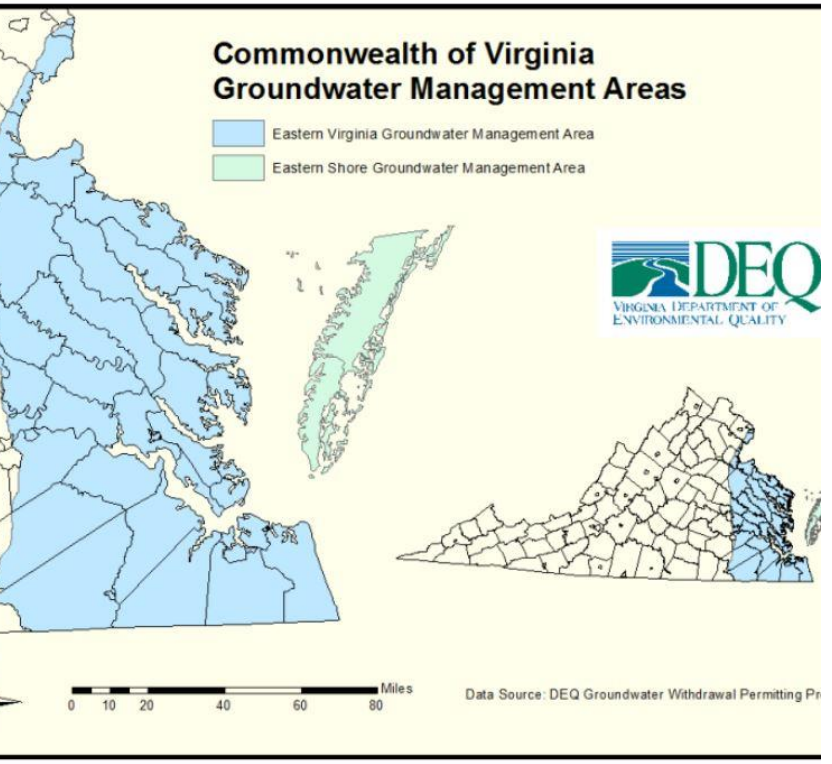 Commonwealth of Virginia
Groundwater Management Areas
Eastern Virginia Groundwater Management Area
Eastern Shore Groundwater Management Area
DEQ
VIRGINIA DEPARTMENT OF
ENVIRONMENTAL QUALITY
Miles
0 10 20 40 60 80
Data Source: DEQ Groundwater Withdrawal Permitting